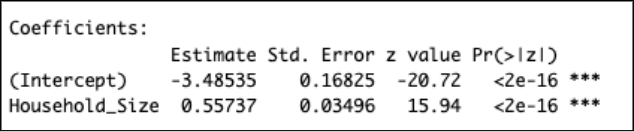 Coefficients:
Estimate Std. Error z value Pr(>|z|)
(Intercept) -3.48535 0.16825 -20.72 <2e-16 ***
Household_Size 0.55737 0.03496 15.94 <2e-16 ***